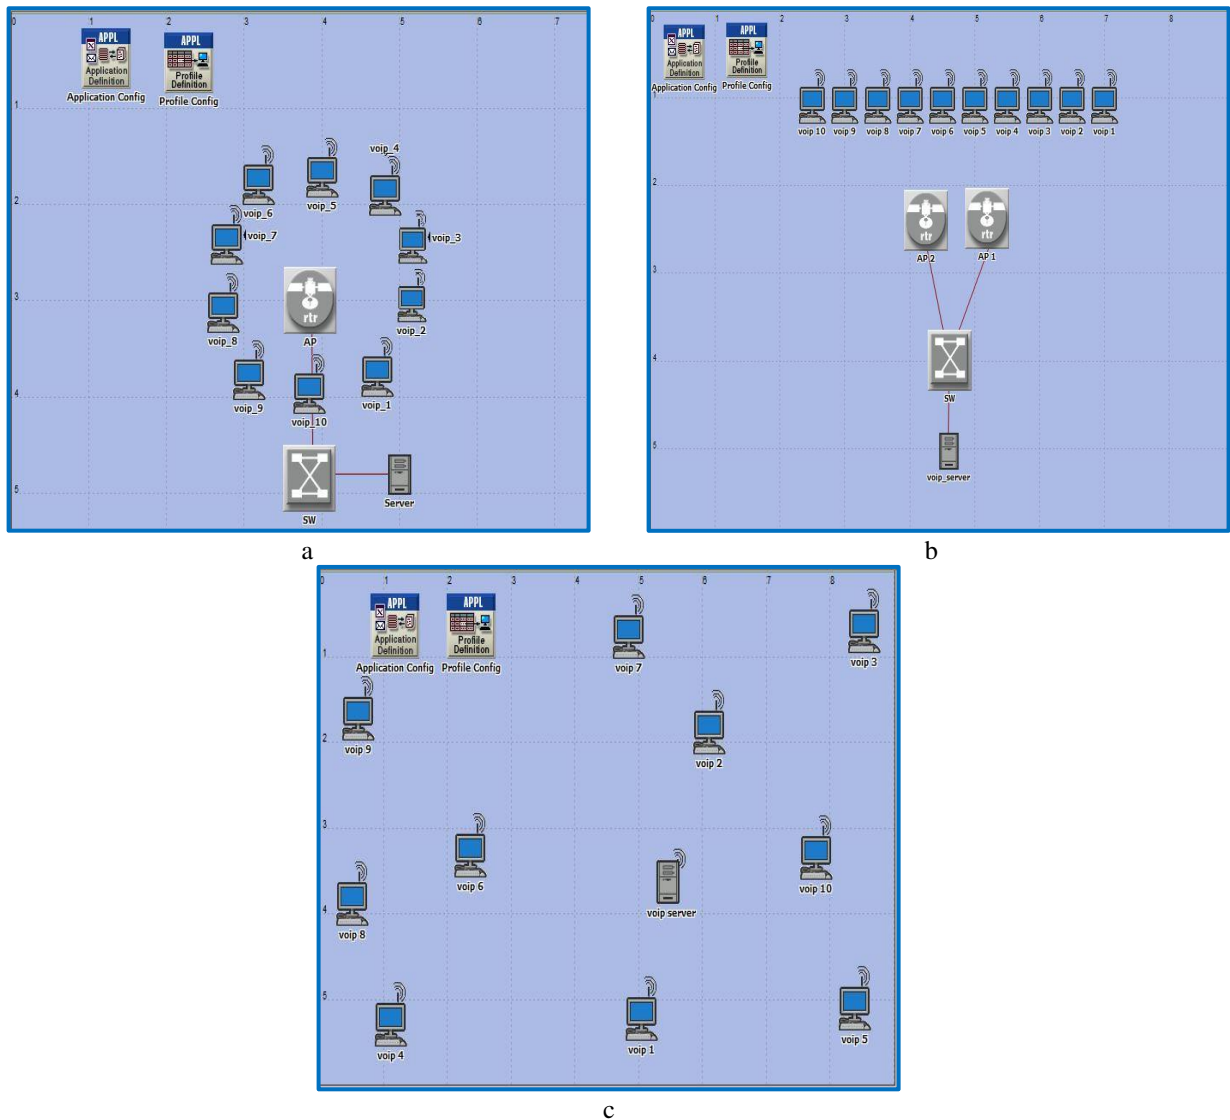 0 .1 .2 .3 .4 .5 .6 .7
APPL APPL
Application Definition Profile Definition
Application Config Profile Config
.1
voip_4
voip_6 voip_5
.2
voip_7 voip_3
.3
rtr
voip_8 AP voip_2
voip_9 voip_10 voip_1
.4
SW Server
.5
a
0 .1 .2 .3 .4 .5 .6 .7 .8
APPL APPL
Application Definition Profile Definition
Application Config Profile Config
.1
voip 10 voip 9 voip 8 voip 7 voip 6 voip 5 voip 4 voip 3 voip 2 voip 1
.2
rtr rtr
AP 2 AP 1
.3
.4
SW
.5
voip_server
b
0 .1 .2 .3 .4 .5 .6 .7 .8
APPL APPL
Application Definition Profile Definition
Application Config Profile Config
.1
voip 7 voip 3
.2
voip 9 voip 2
.3
voip 6 voip 10
voip server
.4
voip 8
.5
voip 4 voip 1 voip 5
c